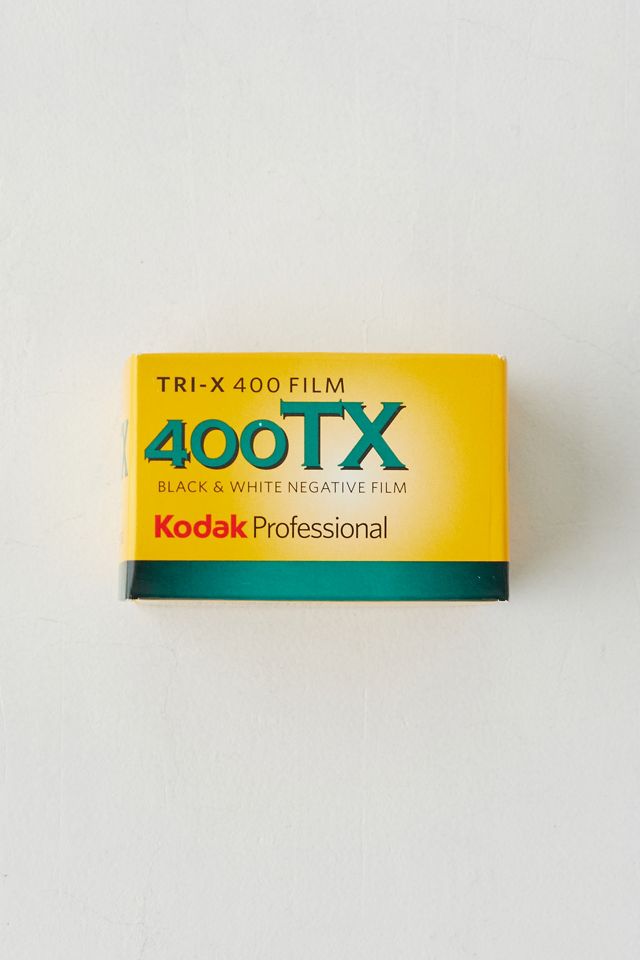 TRI-X 400 FILM
400TX
BLACK & WHITE NEGATIVE FILM
Kodak Professional